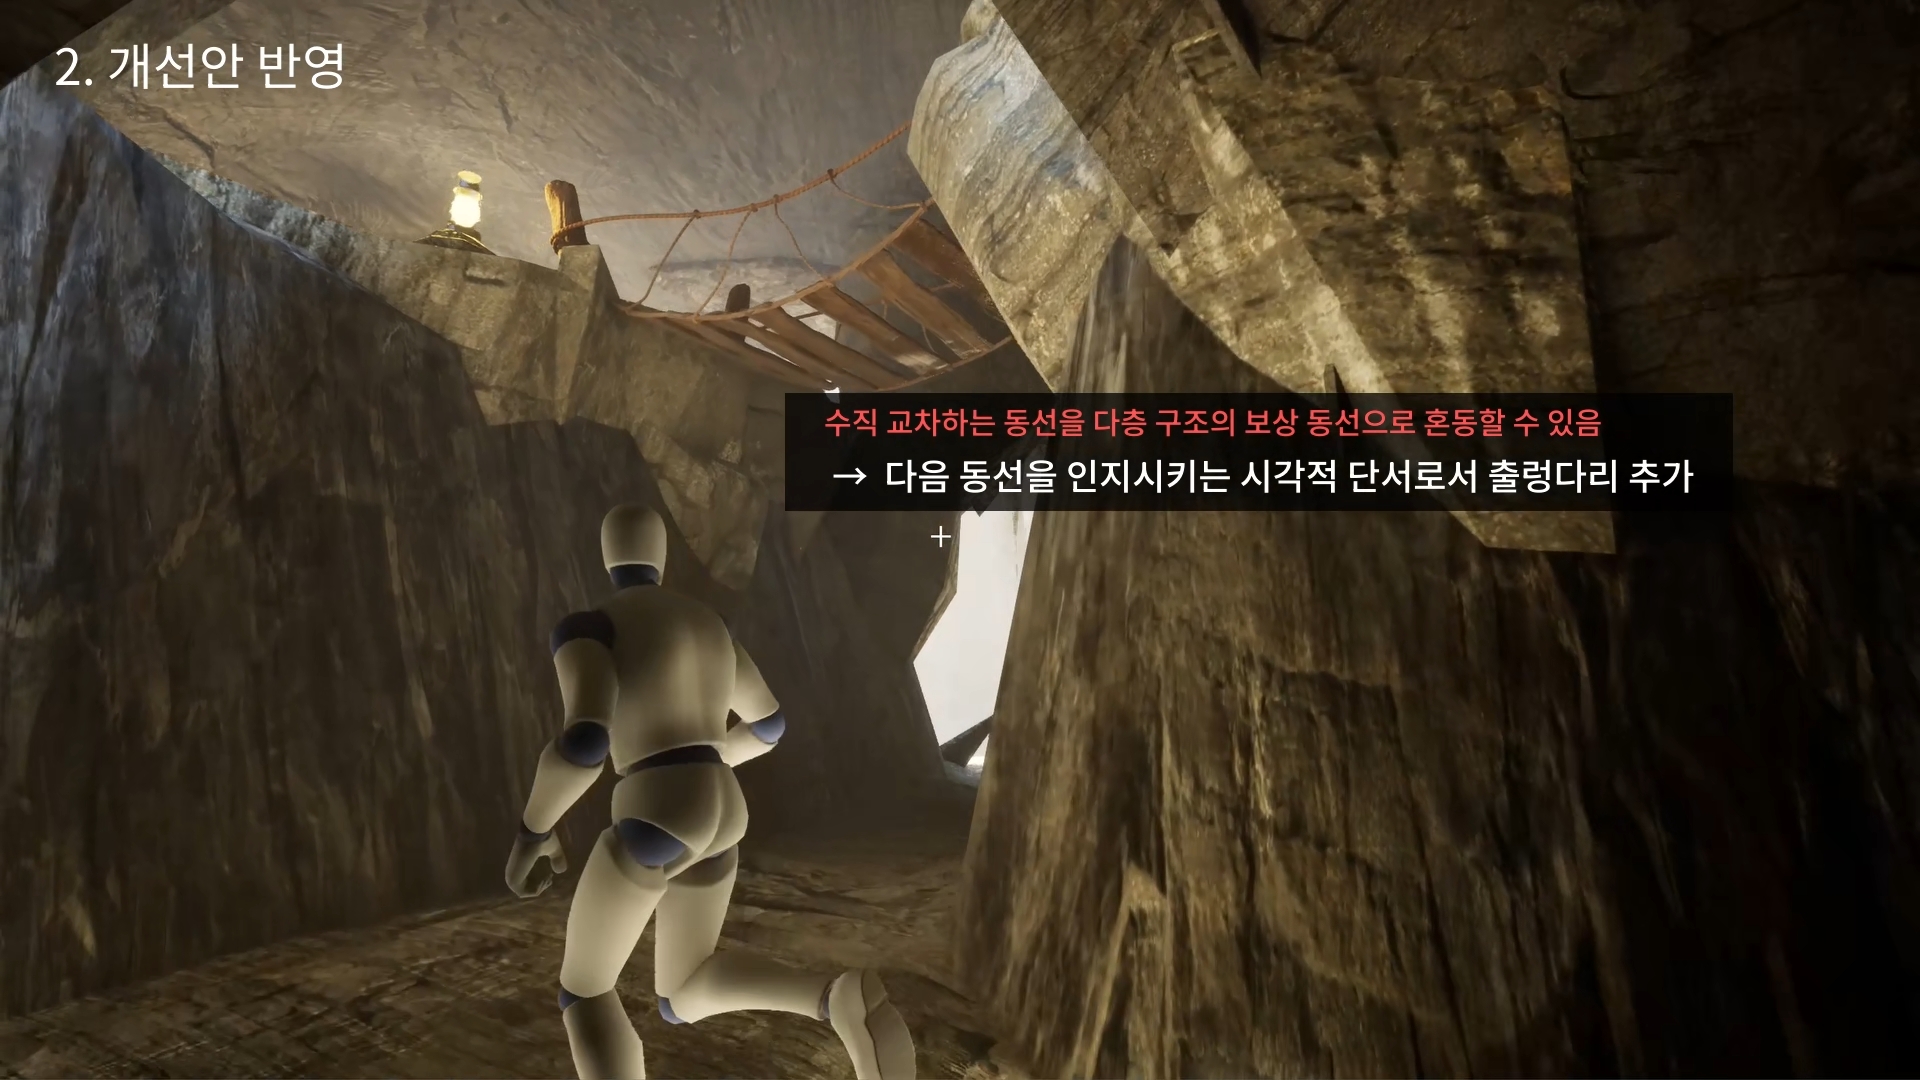 2. 개선안 반영
수직 교차하는 동선을 다층 구조의 보상 동선으로 혼동할 수 있음
→ 다음 동선을 인지시키는 시각적 단서로서 출렁다리 추가